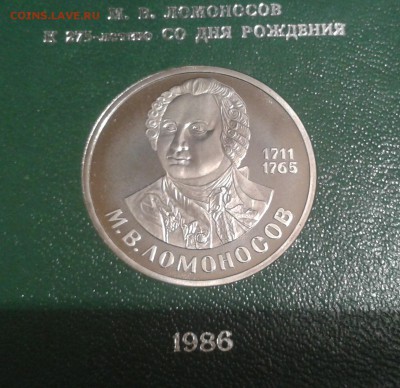 COINS.LAVE.RU
М. В. ЛОМОНОСОВ
К 275-летию СО ДНЯ РОЖДЕНИЯ
1711
1765
М.В.ЛОМОНОСОВ
1986